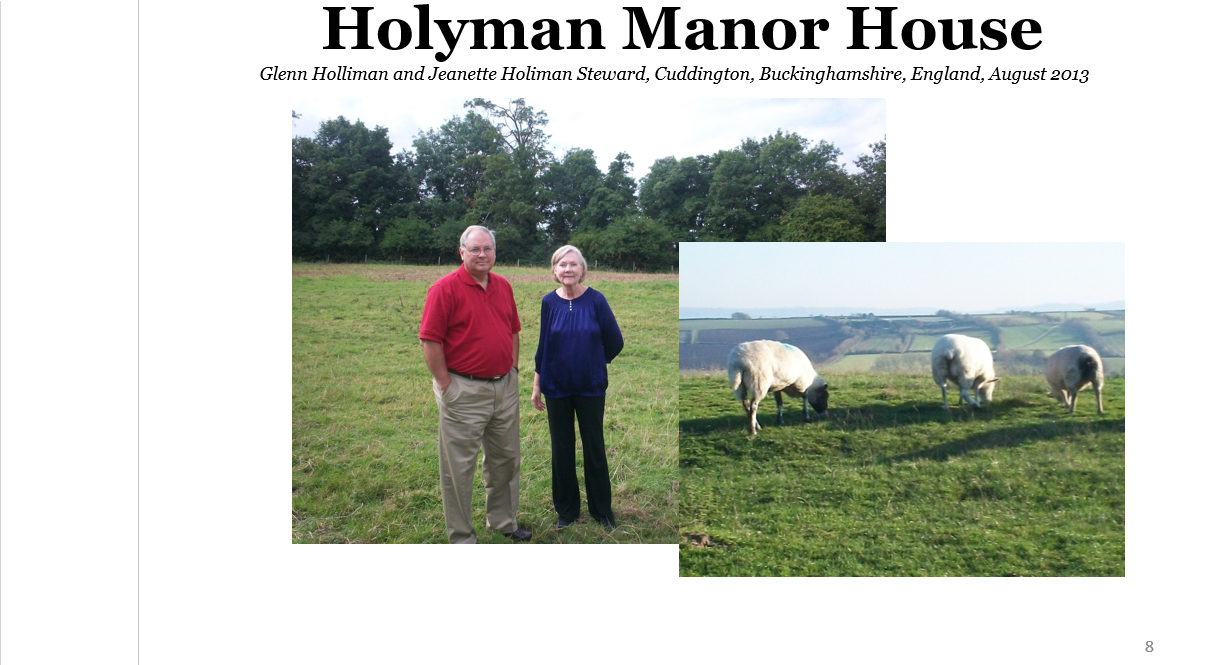 Holyman Manor House
Glenn Holliman and Jeanette Holiman Steward, Cuddington, Buckinghamshire, England, August 2013
8